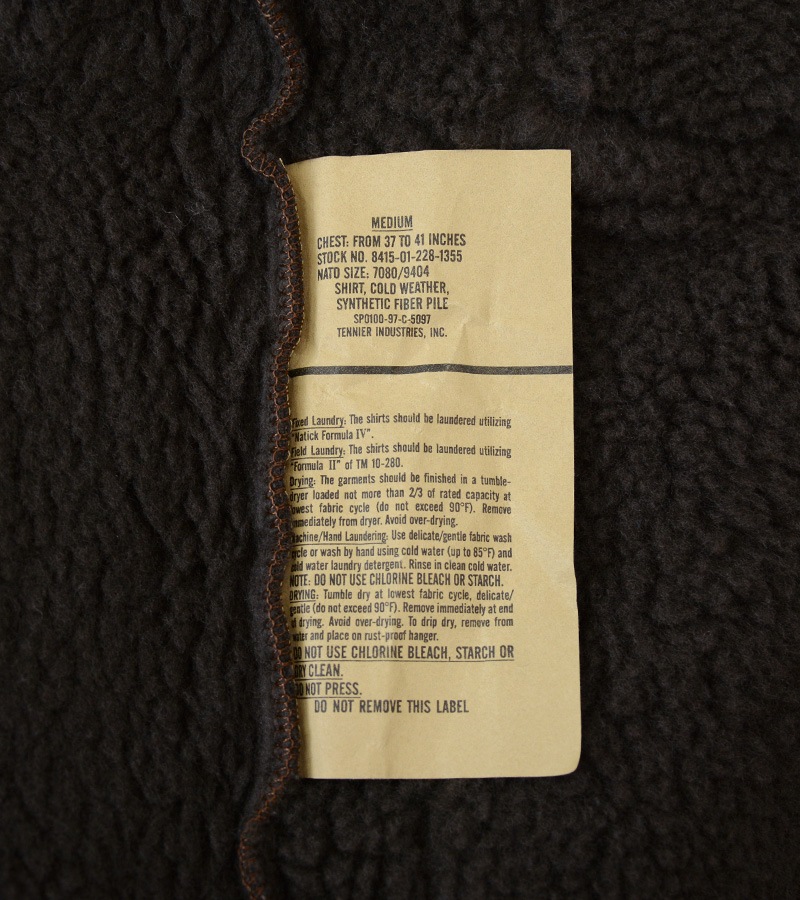 MEDIUM
CHEST: FROM 37 TO 41 INCHES
STOCK NO. 8415-01-228-1355
NATO SIZE: 7080/9404
SHIRT, COLD WEATHER,
SYNTHETIC FIBER PILE
SPO100-97-C-5097
TENNIER INDUSTRIES, INC.
Fixed Laundry: The shirts should be laundered utilizing
"Natick Formula IV".
Field Laundry: The shirts should be laundered utilizing
"Formula II" of TM 10-280.
Drying: The garments should be finished in a tumble-
dryer loaded not more than 2/3 of rated capacity at
lowest fabric cycle (do not exceed 90°F). Remove
immediately from dryer. Avoid over-drying.
Machine/Hand Laundering: Use delicate/gentle fabric wash
cycle or wash by hand using cold water (up to 85°F) and
cold water laundry detergent. Rinse in clean cold water.
NOTE: DO NOT USE CHLORINE BLEACH OR STARCH.
DRYING: Tumble dry at lowest fabric cycle, delicate/
gentle (do not exceed 90°F). Remove immediately at end
of drying. Avoid over-drying. To drip dry, remove from
water and place on rust-proof hanger.
DO NOT USE CHLORINE BLEACH, STARCH OR
DRY CLEAN.
DO NOT PRESS.
DO NOT REMOVE THIS LABEL